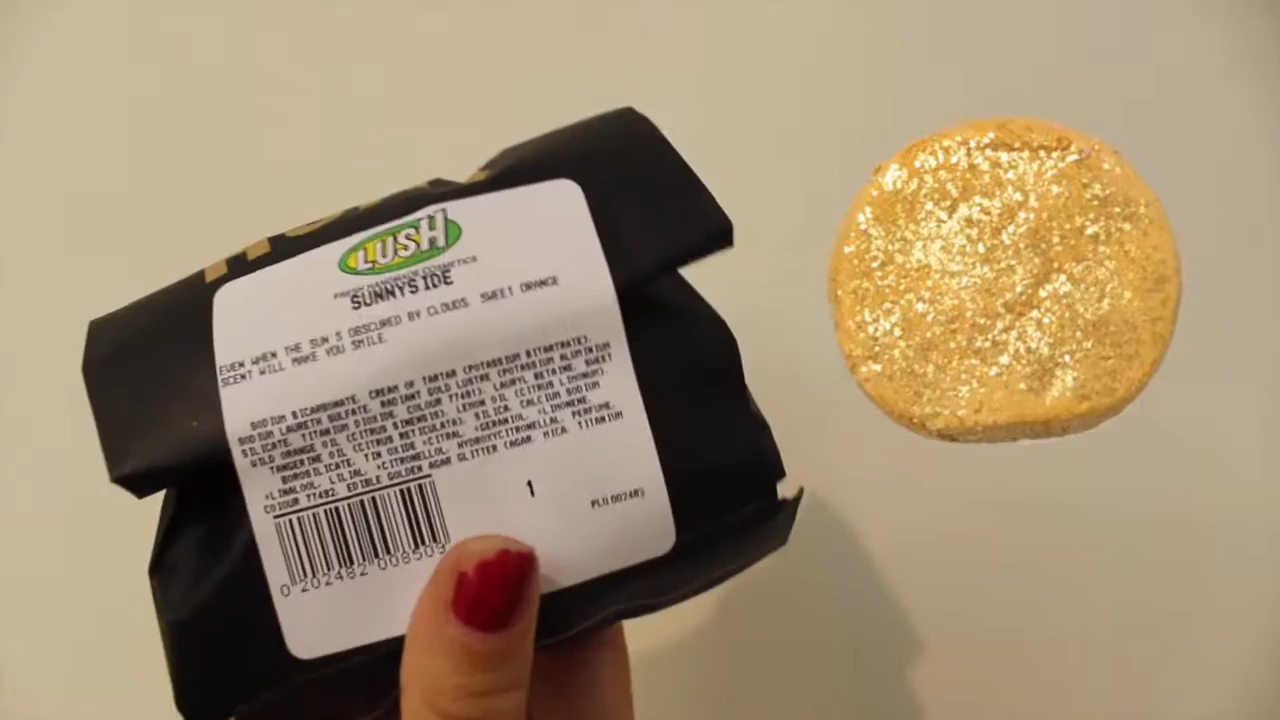 LUSH
FRESH HANDMADE COSMETICS
SUNNYSIDE
EVEN WHEN THE SUN'S OBSCURED BY CLOUDS. SWEET ORANGE
SCENT WILL MAKE YOU SMILE.
SODIUM BICARBONATE, CREAM OF TARTAR (POTASSIUM BITARTRATE),
SODIUM LAURETH SULFATE, RADIANT GOLD LUSTRE (POTASSIUM ALUMINIUM
SILICATE, TITANIUM DIOXIDE, COLOUR 77491), LAURYL BETAINE, SWEET
WILD ORANGE OIL (CITRUS SINENSIS), LEMON OIL (CITRUS LIMONUM),
TANGERINE OIL (CITRUS RETICULATA), SILICA, CALCIUM SODIUM
BOROSILICATE, TIN OXIDE *CITRAL, *GERANIOL, *LIMONENE,
*LINALOOL, LILIAL, *CITRONELLOL, HYDROXYCITRONELLAL, PERFUME,
COLOUR 77492, EDIBLE GOLDEN AGAR GLITTER (AGAR, MICA, TITANIUM
1
PLU.002483
0 202482 008509